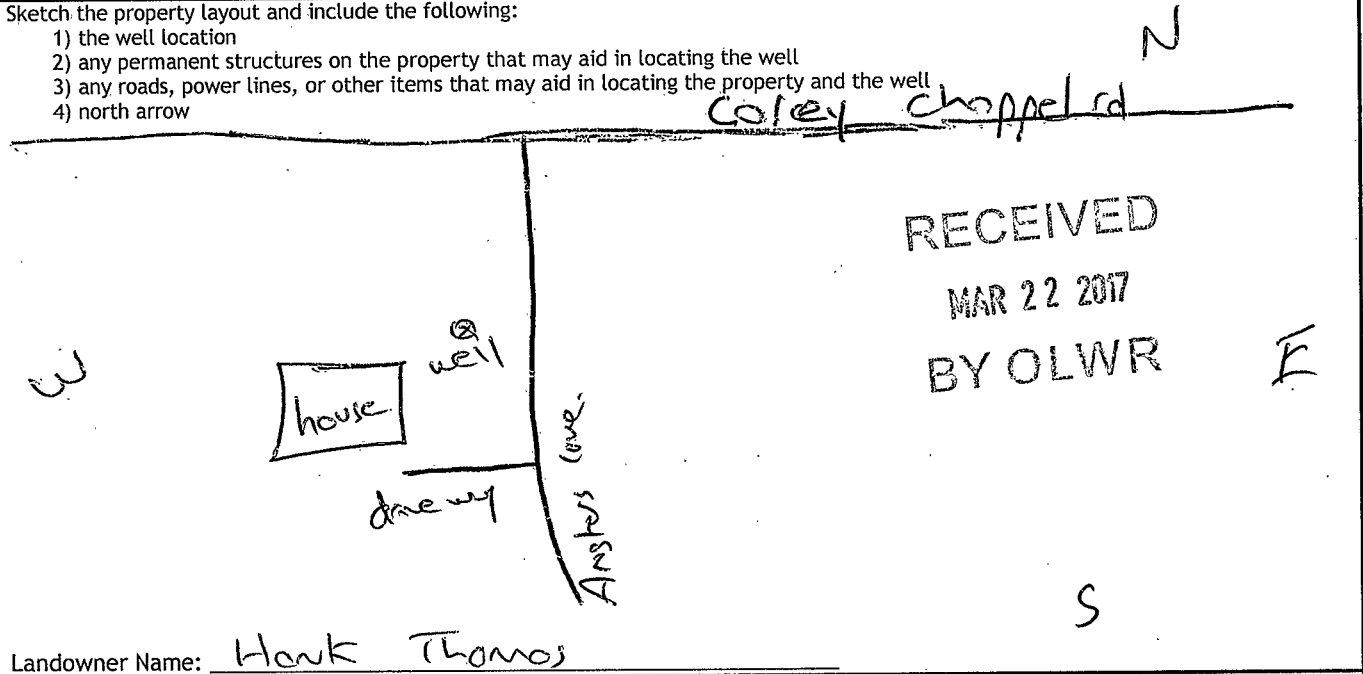 Sketch the property layout and include the following:
1) the well location
2) any permanent structures on the property that may aid in locating the well
3) any roads, power lines, or other items that may aid in locating the property and the well
4) north arrow
N
Coley Chappel rd
RECEIVED
MAR 22 2017
BY OLWR
W
well
E
house
Cove.
drive wy
S
Landowner Name: Hank Thomas